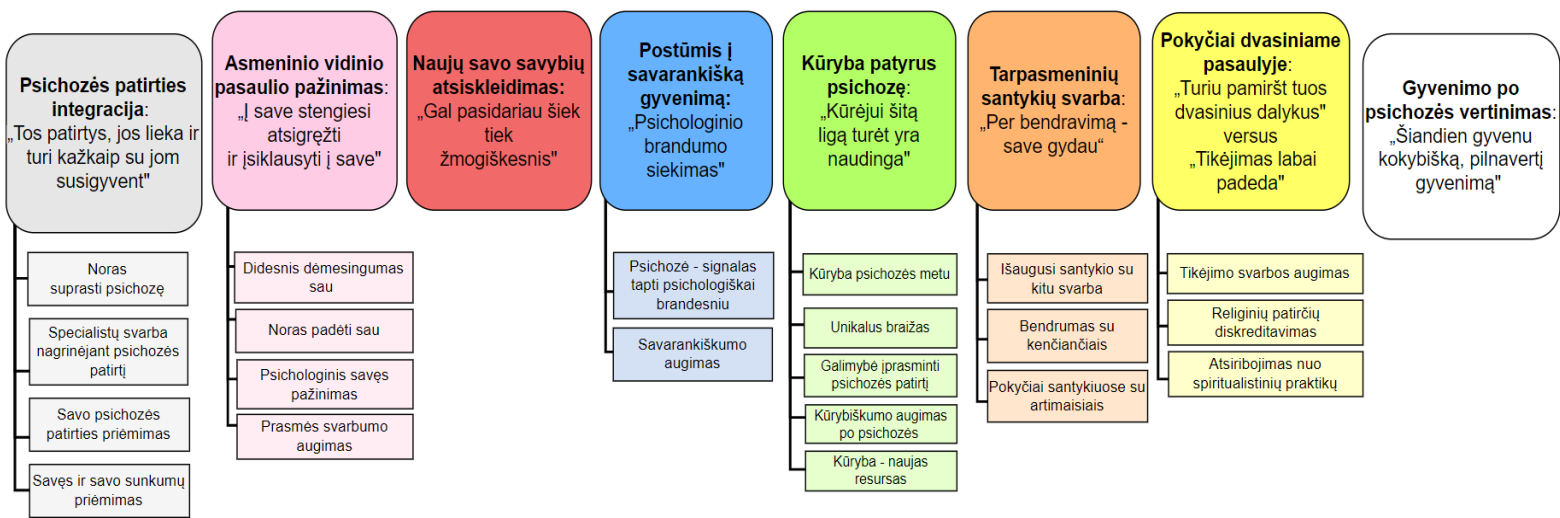 Psichozės patirties
integracija:
„Tos patirtys, jos lieka ir
turi kažkaip su jom
susigyvent"
Noras
suprasti psichozę
Specialistų svarba
nagrinėjant psichozės
patirtį
Savo psichozės
patirties priėmimas
Savęs ir savo sunkumų
priėmimas
Asmeninio vidinio
pasaulio pažinimas:
„Į save stengiesi
atsigręžti
ir įsiklausyti į save"
Didesnis dėmesingumas
sau
Noras padėti sau
Psichologinis savęs
pažinimas
Prasmės svarbumo
augimas
Naujų savo savybių
atsiskleidimas:
„Gal pasidariau šiek
tiek
žmogiškesnis"
Postūmis į
savarankišką
gyvenimą:
„Psichologinio
brandumo
siekimas"
Psichozė - signalas
tapti psichologiškai
brandesniu
Savarankiškumo
augimas
Kūryba patyrus
psichozę:
„Kūrėjui šitą
ligą turėt yra
naudinga"
Kūryba psichozės metu
Unikalus braižas
Galimybė įprasminti
psichozės patirtį
Kūrybiškumo augimas
po psichozės
Kūryba - naujas
resursas
Tarpasmeninių
santykių svarba:
„Per bendravimą -
save gydau“
Išaugusi santykio su
kitu svarba
Bendrumas su
kenčiančiais
Pokyčiai santykiuose su
artimaisiais
Pokyčiai dvasiniame
pasaulyje:
„Turiu pamiršt tuos
dvasinius dalykus"
versus
„Tikėjimas labai
padeda"
Tikėjimo svarbos augimas
Religinių patirčių
diskreditavimas
Atsiribojimas nuo
spiritualistinių praktikų
Gyvenimo po
psichozės vertinimas:
„Šiandien gyvenu
kokybišką, pilnavertį
gyvenimą"